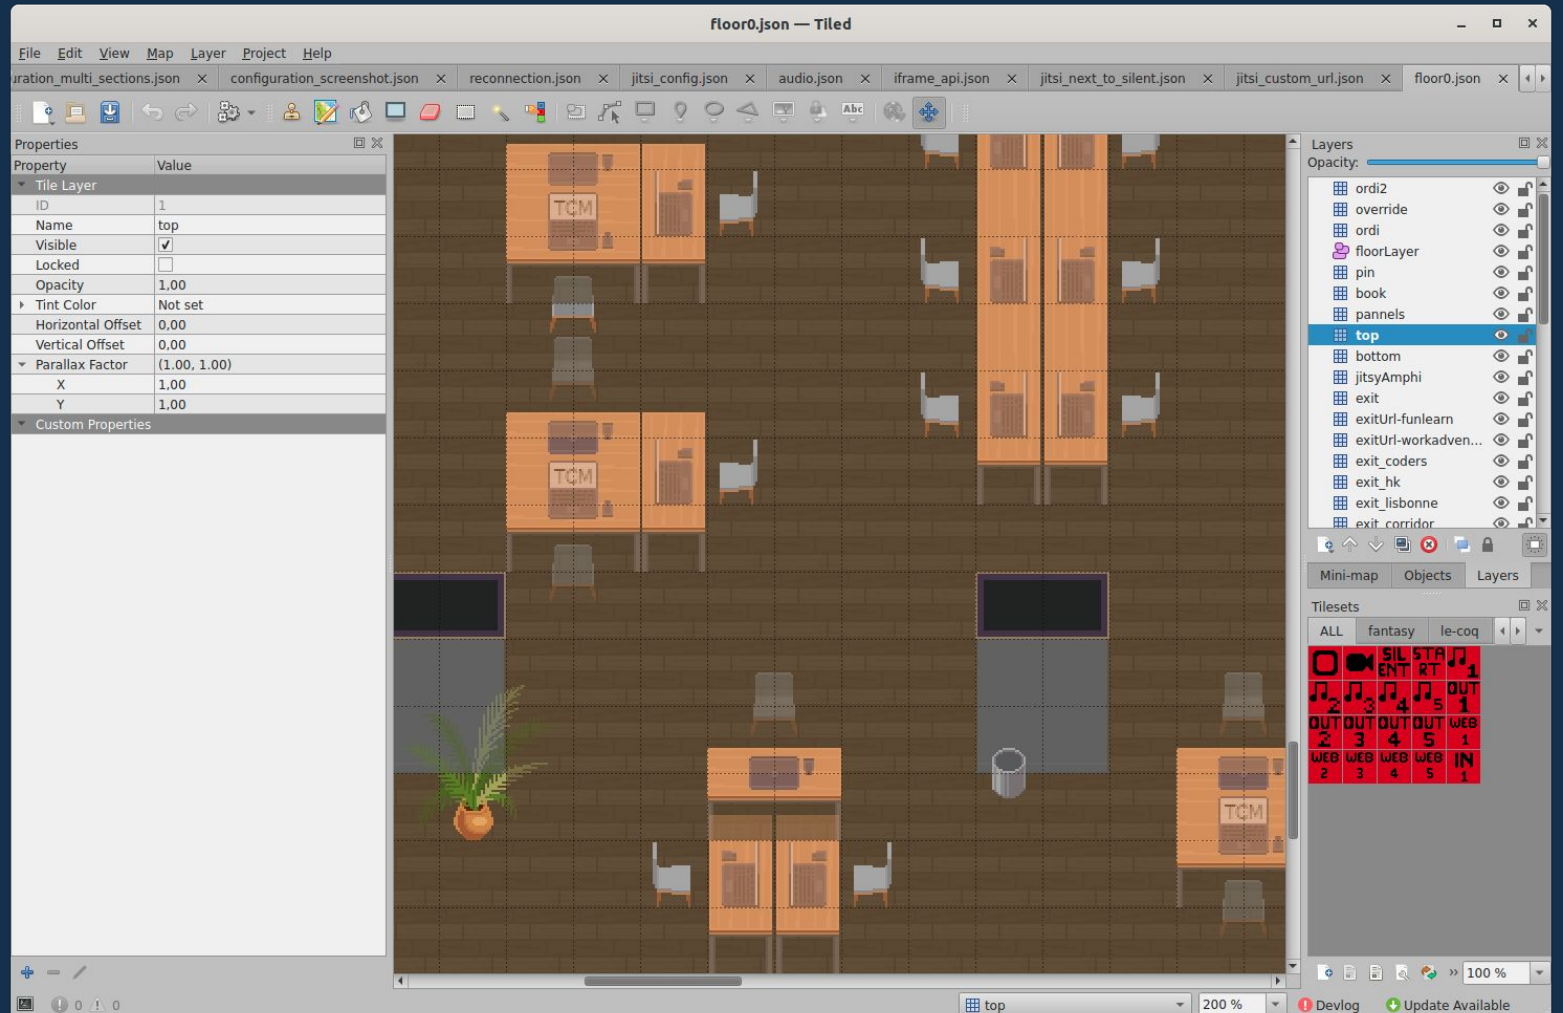 floor0.json — Tiled
File Edit View Map Layer Project Help
uration_multi_sections.json configuration_screenshot.json reconnection.json jitsi_config.json audio.json iframe_api.json jitsi_next_to_silent.json jitsi_custom_url.json floor0.json
Abc
Properties
Property Value
Tile Layer
ID 1
Name top
Visible
Locked
Opacity 1,00
Tint Color Not set
Horizontal Offset 0,00
Vertical Offset 0,00
Parallax Factor (1.00, 1.00)
X 1,00
Y 1,00
Custom Properties
TCM
TCM
TCM
Layers
Opacity:
ordi2
override
ordi
floorLayer
pin
book
pannels
top
bottom
jitsyAmphi
exit
exitUrl-funlearn
exitUrl-workadven...
exit_coders
exit_hk
exit_lisbonne
exit_corridor
Mini-map Objects Layers
Tilesets
ALL fantasy le-coq
SIL ENT STA RT 1
2 3 4 5 OUT 1
OUT 2 OUT 3 OUT 4 OUT 5 WEB 1
WEB 2 WEB 3 WEB 4 WEB 5 IN 1
» 100 %
0 0 top 200 % Devlog Update Available